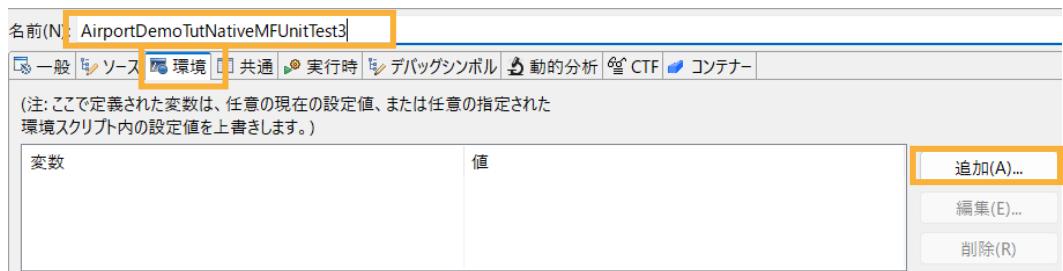 名前(N): AirportDemoTutNativeMFUnitTest3
一般 ソース 環境 共通 実行時 デバッグシンボル 動的分析 CTF コンテナー
(注: ここで定義された変数は、任意の現在の設定値、または任意の指定された
環境スクリプト内の設定値を上書きします。)
変数 値
追加(A)...
編集(E)...
削除(R)